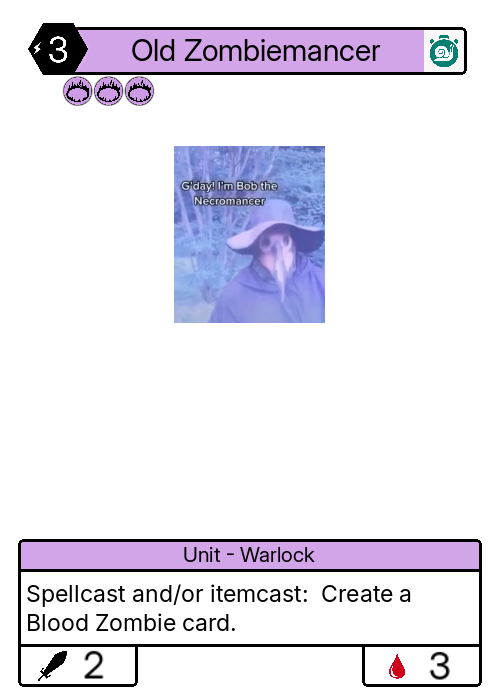 3 Old Zombiemancer
G'day! I'm Bob the
Necromancer
Unit - Warlock
Spellcast and/or itemcast:  Create a
Blood Zombie card.
2 3